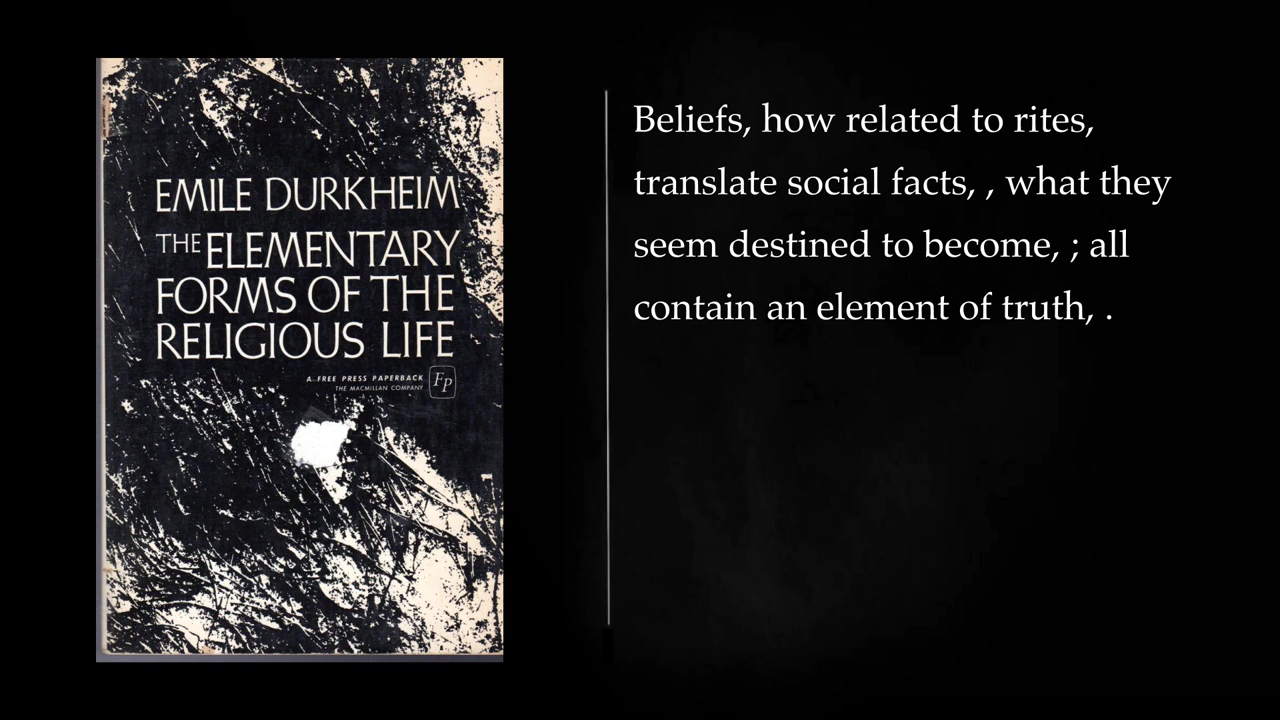 EMILE DURKHEIM
THE ELEMENTARY
FORMS OF THE
RELIGIOUS LIFE
A FREE PRESS PAPERBACK
THE MACMILLAN COMPANY
FP
Beliefs, how related to rites,
translate social facts, , what they
seem destined to become, ; all
contain an element of truth, .